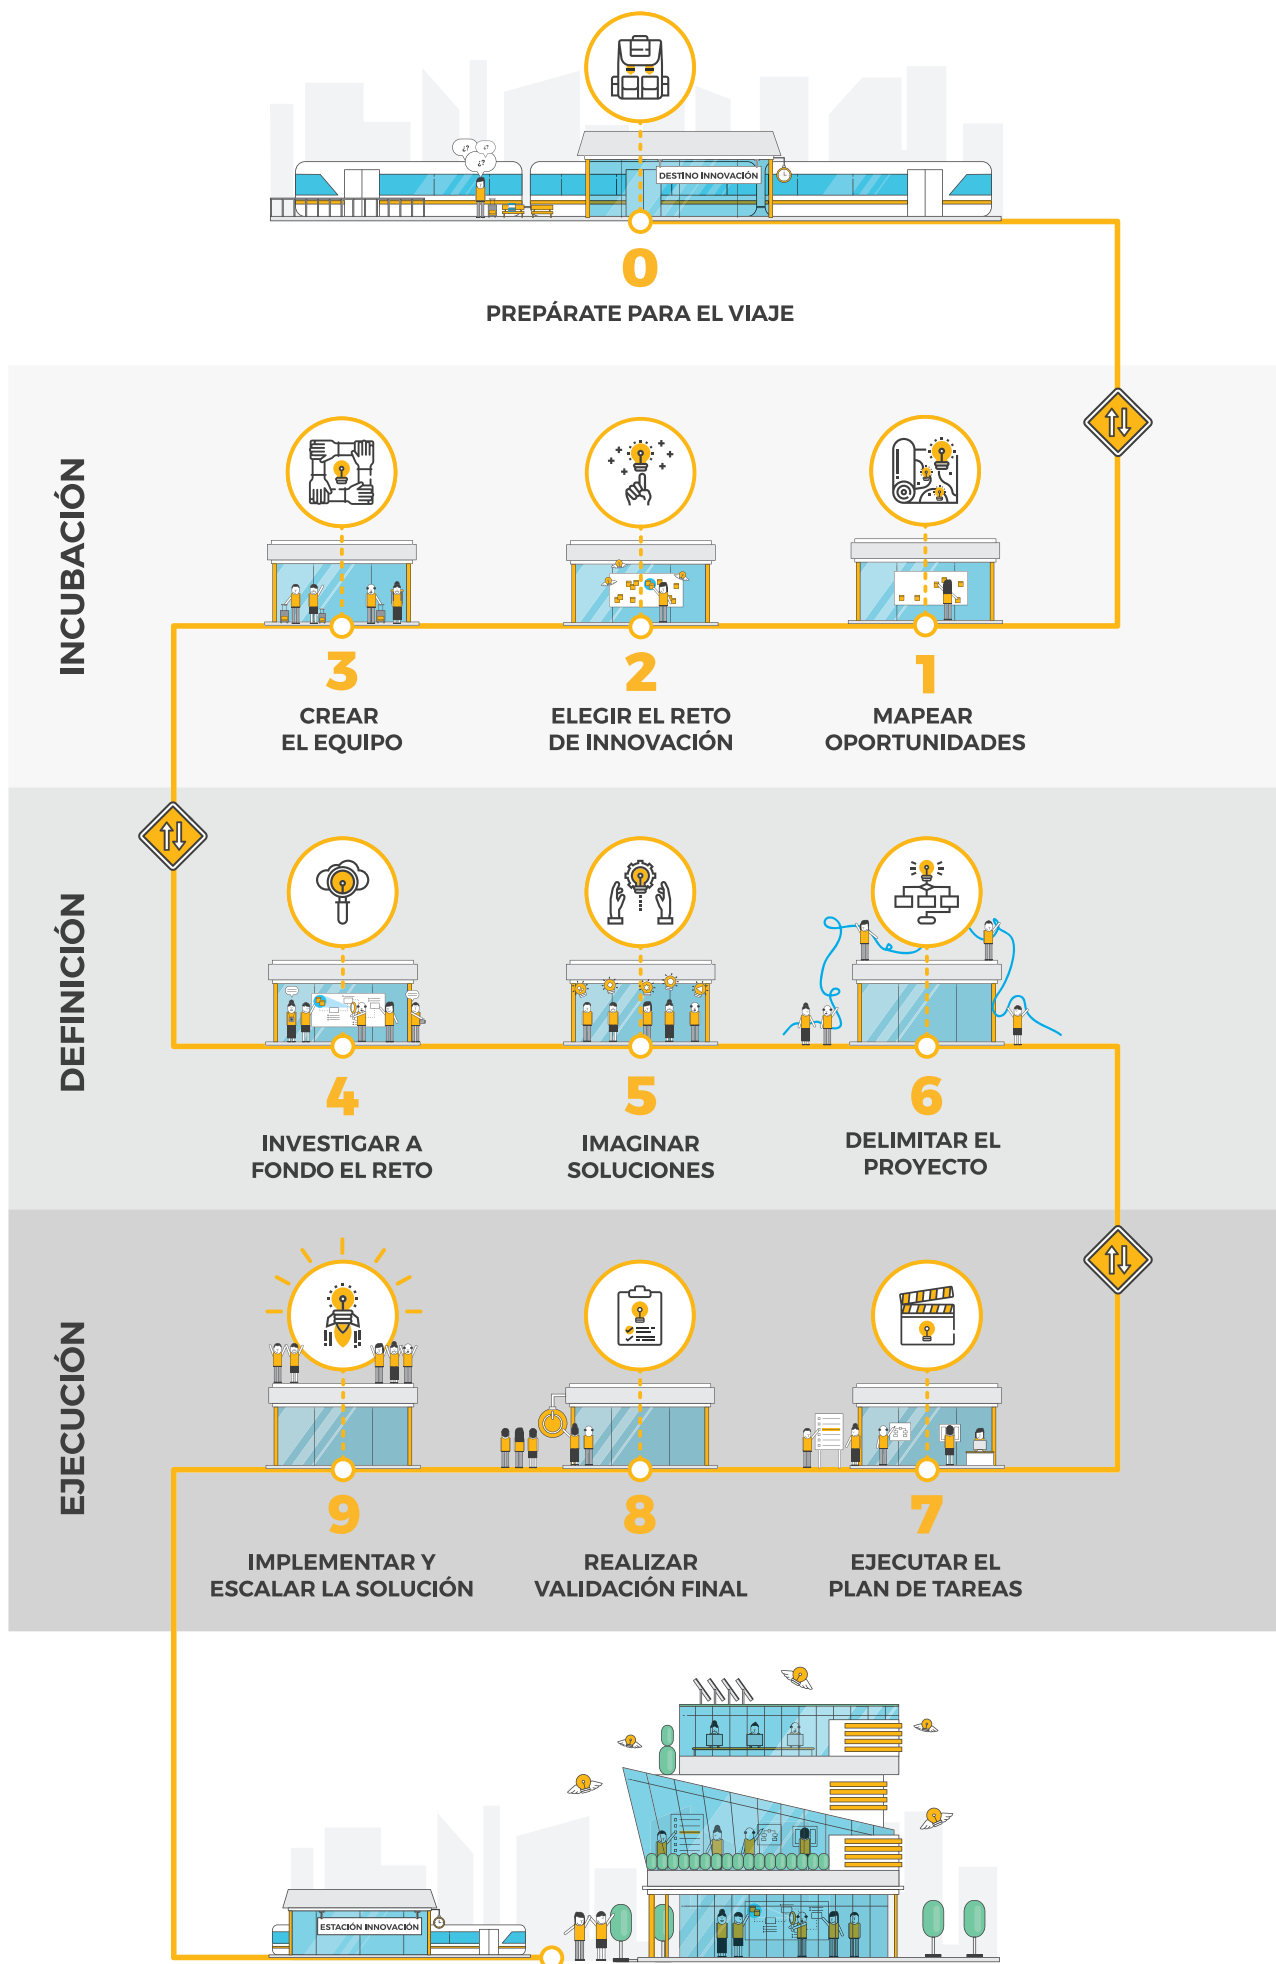 ¿?
¿?
¿?
DESTINO INNOVACIÓN
0
PREPÁRATE PARA EL VIAJE
INCUBACIÓN
3
CREAR
EL EQUIPO
2
ELEGIR EL RETO
DE INNOVACIÓN
1
MAPEAR
OPORTUNIDADES
DEFINICIÓN
4
INVESTIGAR A
FONDO EL RETO
5
IMAGINAR
SOLUCIONES
6
DELIMITAR EL
PROYECTO
EJECUCIÓN
9
IMPLEMENTAR Y
ESCALAR LA SOLUCIÓN
8
REALIZAR
VALIDACIÓN FINAL
7
EJECUTAR EL
PLAN DE TAREAS
ESTACIÓN INNOVACIÓN